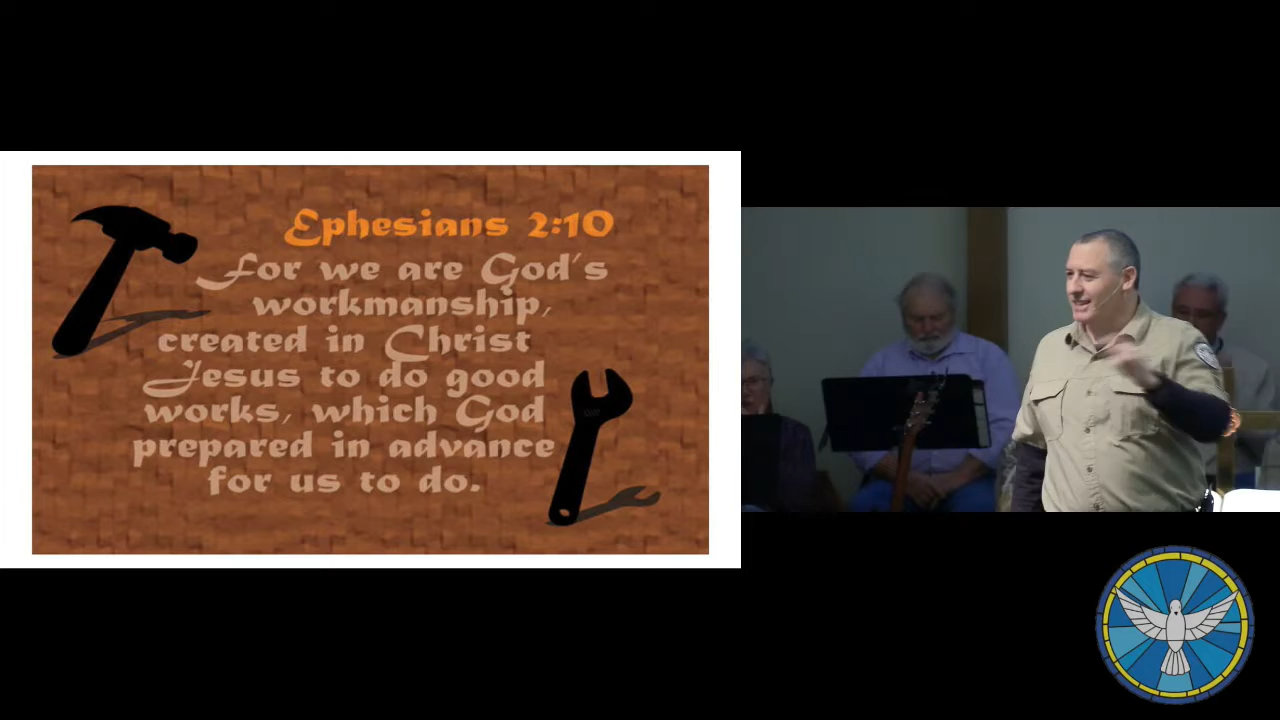 Ephesians 2:10
For we are God's
workmanship,
created in Christ
Jesus to do good
works, which God
prepared in advance
for us to do.